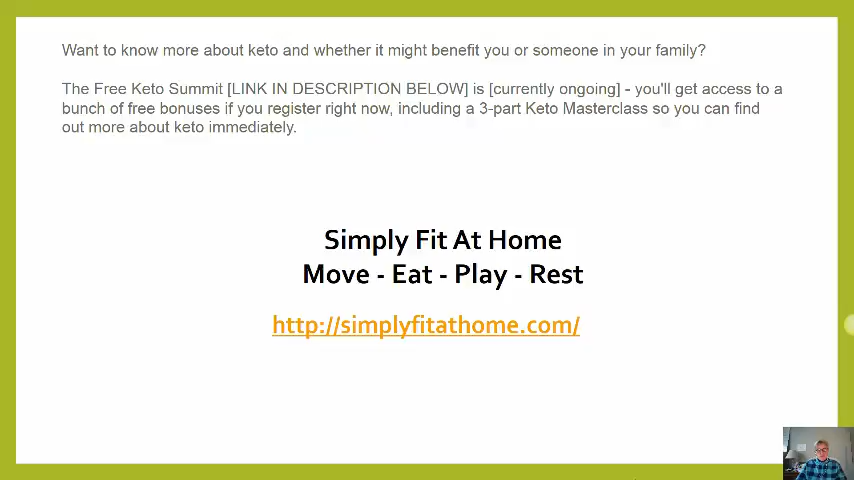 Want to know more about keto and whether it might benefit you or someone in your family?
The Free Keto Summit [LINK IN DESCRIPTION BELOW] is [currently ongoing] - you'll get access to a
bunch of free bonuses if you register right now, including a 3-part Keto Masterclass so you can find
out more about keto immediately.
Simply Fit At Home
Move - Eat - Play - Rest
http://simplyfitathome.com/